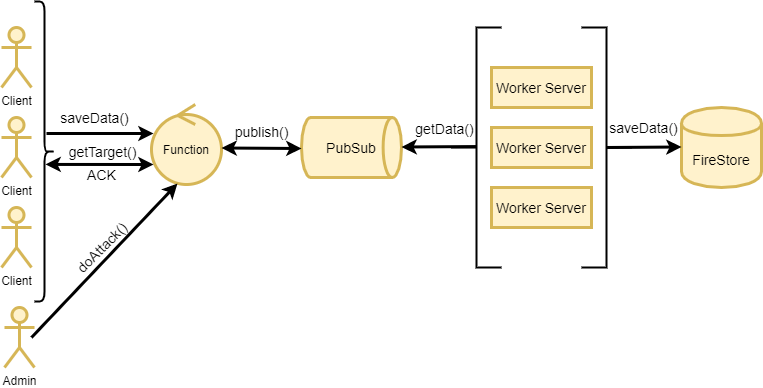 Client
saveData()
Client
getTarget()
ACK
Client
doAttack()
Admin
Function
publish()
PubSub
getData()
Worker Server
Worker Server
Worker Server
saveData()
FireStore